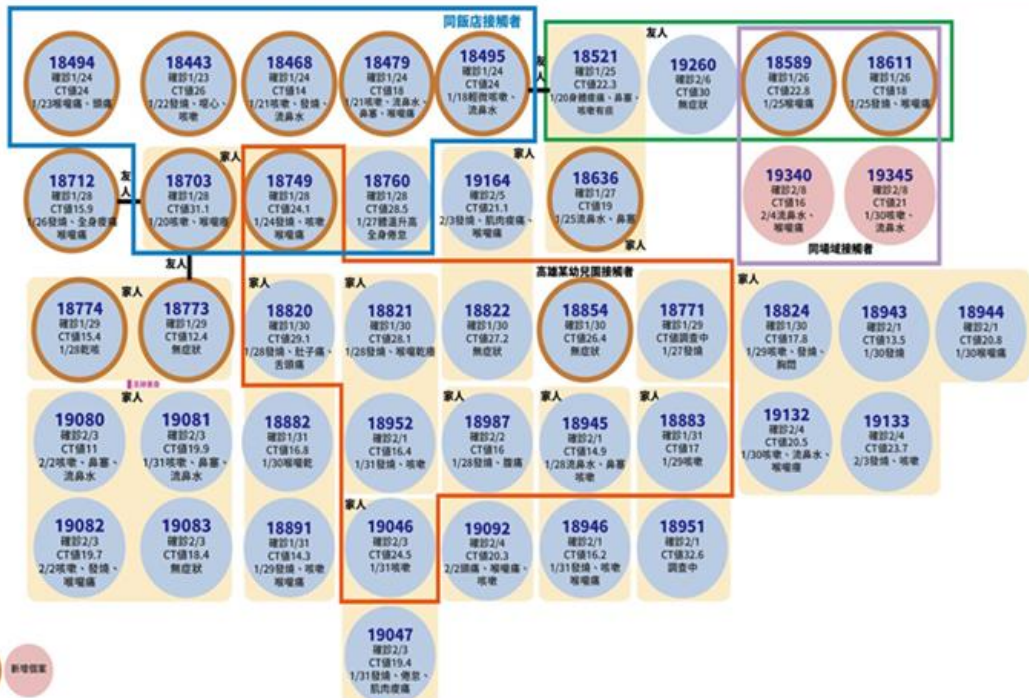 同飯店接觸者
友人
18494
確診1/24
CT值24
1/23喉嚨痛、頭痛
18443
確診1/23
CT值26
1/22發燒、噁心、
咳嗽
18468
確診1/24
CT值14
1/21咳嗽、發燒、
流鼻水
18479
確診1/24
CT值18
1/21咳嗽、流鼻水、
鼻塞、喉嚨痛
18495
確診1/24
CT值24
1/18輕微咳嗽、
流鼻水
友
人
18521
確診1/25
CT值22.3
1/20身體痠痛、鼻塞、
咳嗽有痰
19260
確診2/6
CT值30
無症狀
18589
確診1/26
CT值22.8
1/25喉嚨痛
18611
確診1/26
CT值18
1/25發燒、喉嚨痛
18712
確診1/28
CT值15.9
1/26發燒、全身痠痛
喉嚨痛
友
人
家人
18703
確診1/28
CT值31.1
1/20咳嗽、喉嚨癢
18749
確診1/28
CT值24.1
1/24發燒、咳嗽
喉嚨痛
18760
確診1/28
CT值28.5
1/27體溫升高
全身倦怠
家人
19164
確診2/5
CT值21.1
2/3發燒、肌肉痠痛、
喉嚨痛
18636
確診1/27
CT值19
1/25流鼻水、鼻塞
家人
19340
確診2/8
CT值16
2/4流鼻水、
喉嚨痛
19345
確診2/8
CT值21
1/30咳嗽、
流鼻水
同場域接觸者
友人
高雄某幼兒園接觸者
家人
18774
確診1/29
CT值15.4
1/28乾咳
18773
確診1/29
CT值12.4
無症狀
家人
18820
確診1/30
CT值29.1
1/28發燒、肚子痛、
舌頭痛
家人
18821
確診1/30
CT值28.1
1/28發燒、喉嚨乾癢
18822
確診1/30
CT值27.2
無症狀
18854
確診1/30
CT值26.4
無症狀
18771
確診1/29
CT值調查中
1/27發燒
家人
18824
確診1/30
CT值17.8
1/29咳嗽、發燒、
胸悶
18943
確診2/1
CT值13.5
1/30發燒
18944
確診2/1
CT值20.8
1/30喉嚨痛
家人
19080
確診2/3
CT值11
2/2咳嗽、鼻塞、
流鼻水
19081
確診2/3
CT值19.9
1/31咳嗽、鼻塞、
流鼻水
18882
確診1/31
CT值16.8
1/30喉嚨乾
18952
確診2/1
CT值16.4
1/31發燒、咳嗽
家人
18987
確診2/2
CT值16
1/28發燒、腹痛
家人
18945
確診2/1
CT值14.9
1/28流鼻水、鼻塞
咳嗽
家人
18883
確診1/31
CT值17
1/29咳嗽
19132
確診2/4
CT值20.5
1/30咳嗽、流鼻水、
喉嚨癢
19133
確診2/4
CT值23.7
2/3發燒、咳嗽
19082
確診2/3
CT值19.7
2/2咳嗽、發燒、
喉嚨痛
19083
確診2/3
CT值18.4
無症狀
18891
確診1/31
CT值14.3
1/29發燒、咳嗽
喉嚨痛
家人
19046
確診2/3
CT值24.5
1/31咳嗽
19092
確診2/4
CT值20.3
2/2頭痛、喉嚨痛、
咳嗽
18946
確診2/1
CT值16.2
1/31發燒、咳嗽
喉嚨痛
18951
確診2/1
CT值32.6
調查中
19047
確診2/3
CT值19.4
1/31發燒、倦怠、
肌肉痠痛
新增個案